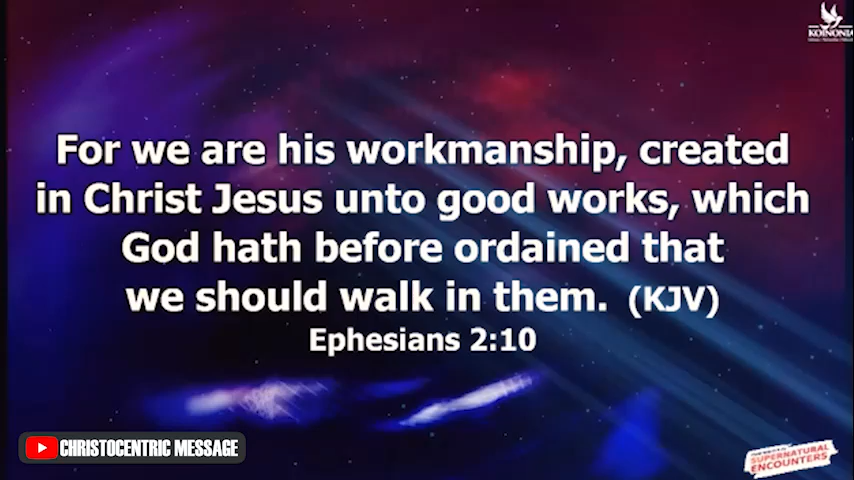 KOINONIA
For we are his workmanship, created
in Christ Jesus unto good works, which
God hath before ordained that
we should walk in them. (KJV)
Ephesians 2:10
CHRISTOCENTRIC MESSAGE
SUPERNATURAL
ENCOUNTERS